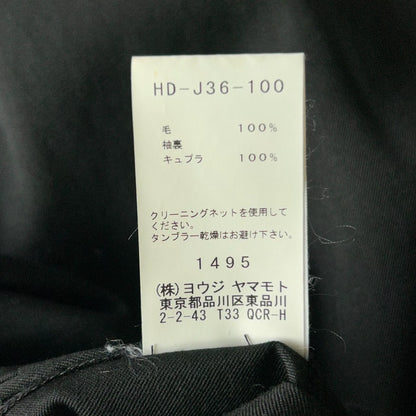 HD-J36-100
毛 100%
袖裏
キュプラ 100%
クリーニングネットを使用して
ください。
タンブラー乾燥はお避け下さい。
1495
(株)ヨウジ ヤマモト
東京都品川区東品川
2-2-43 T33 QCR-H